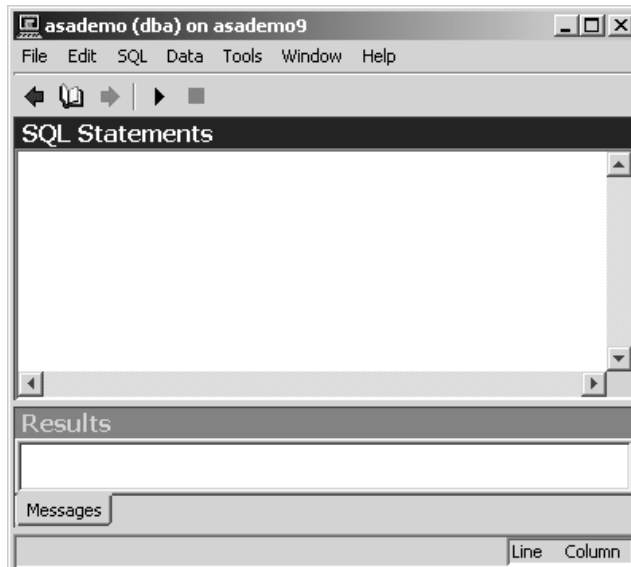 asademo (dba) on asademo9
File Edit SQL Data Tools Window Help
SQL Statements
Results
Messages
Line Column